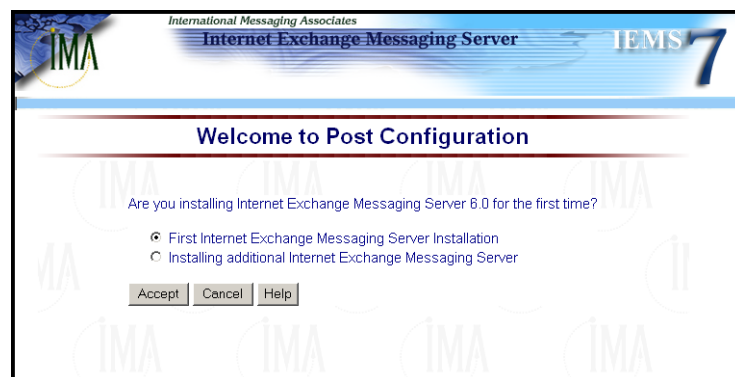 International Messaging Associates
IMA
Internet Exchange Messaging Server
IEMS 7
Welcome to Post Configuration
Are you installing Internet Exchange Messaging Server 6.0 for the first time?
First Internet Exchange Messaging Server Installation
Installing additional Internet Exchange Messaging Server
Accept Cancel Help